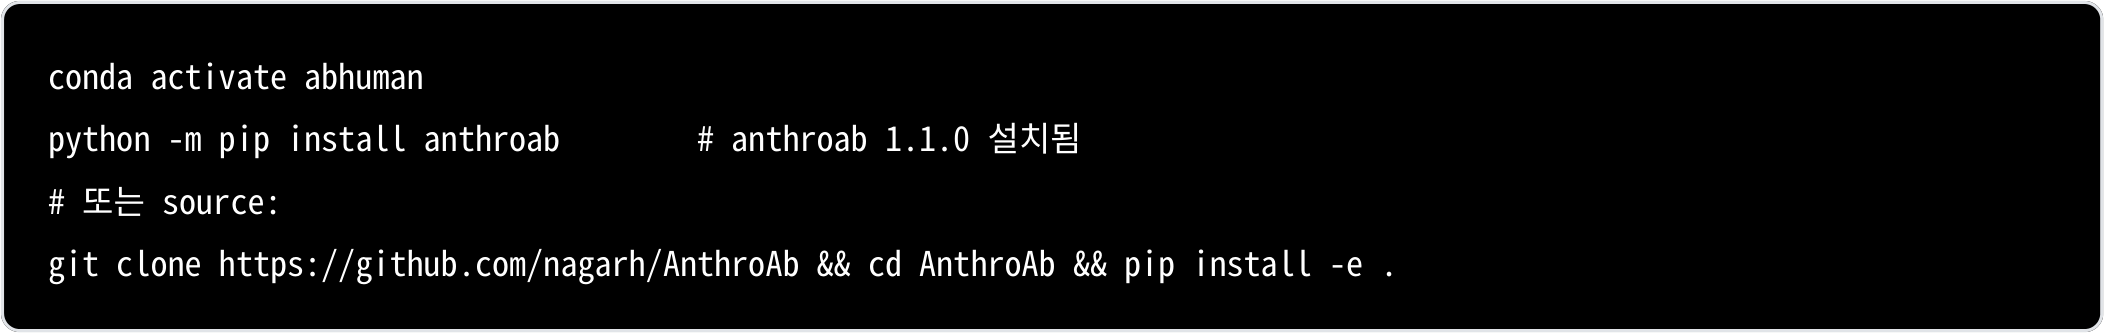 conda activate abhuman
python -m pip install anthroab        # anthroab 1.1.0 설치됨
# 또는 source:
git clone https://github.com/nagarh/AnthroAb && cd AnthroAb && pip install -e .